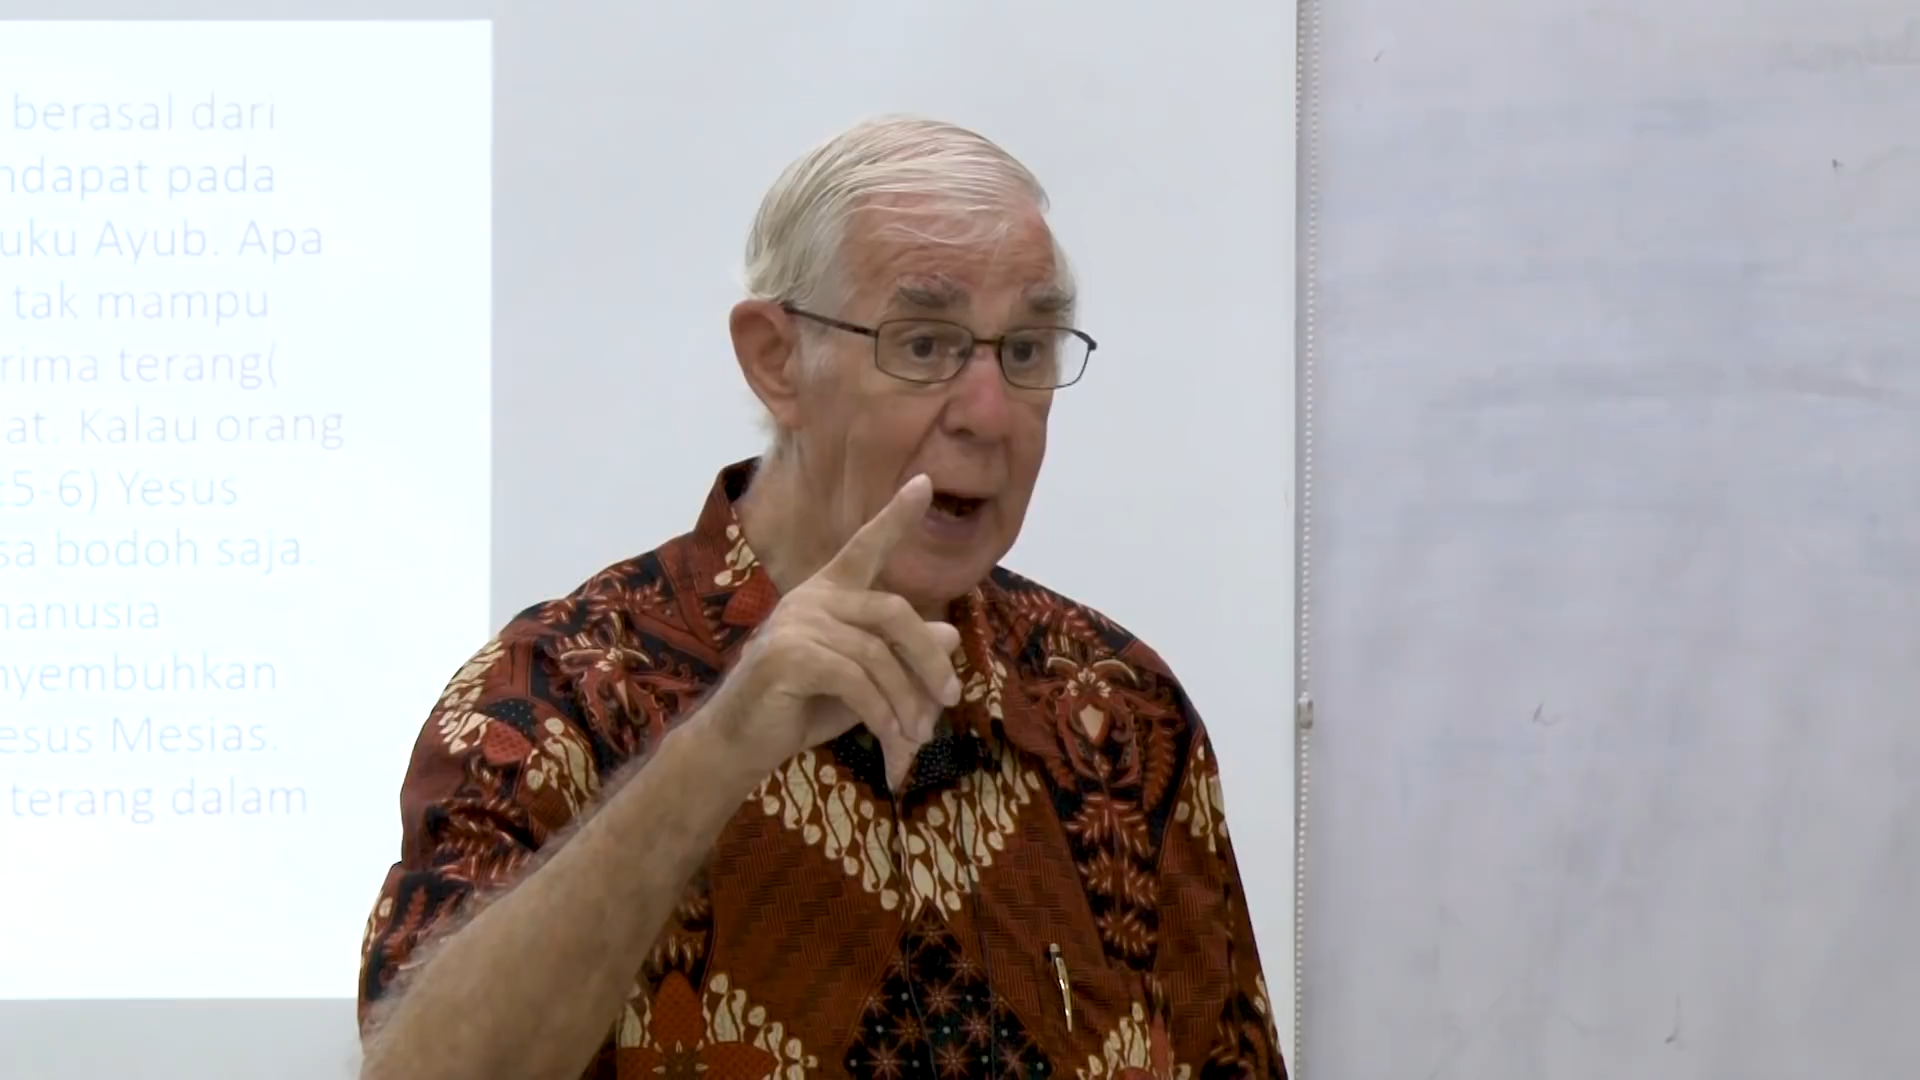 berasal dari
ndapat pada
uku Ayub. Apa
tak mampu
rima terang(
at. Kalau orang
:5-6) Yesus
sa bodoh saja.
nanusia
nyembuhkan
esus Mesias.
terang dalam